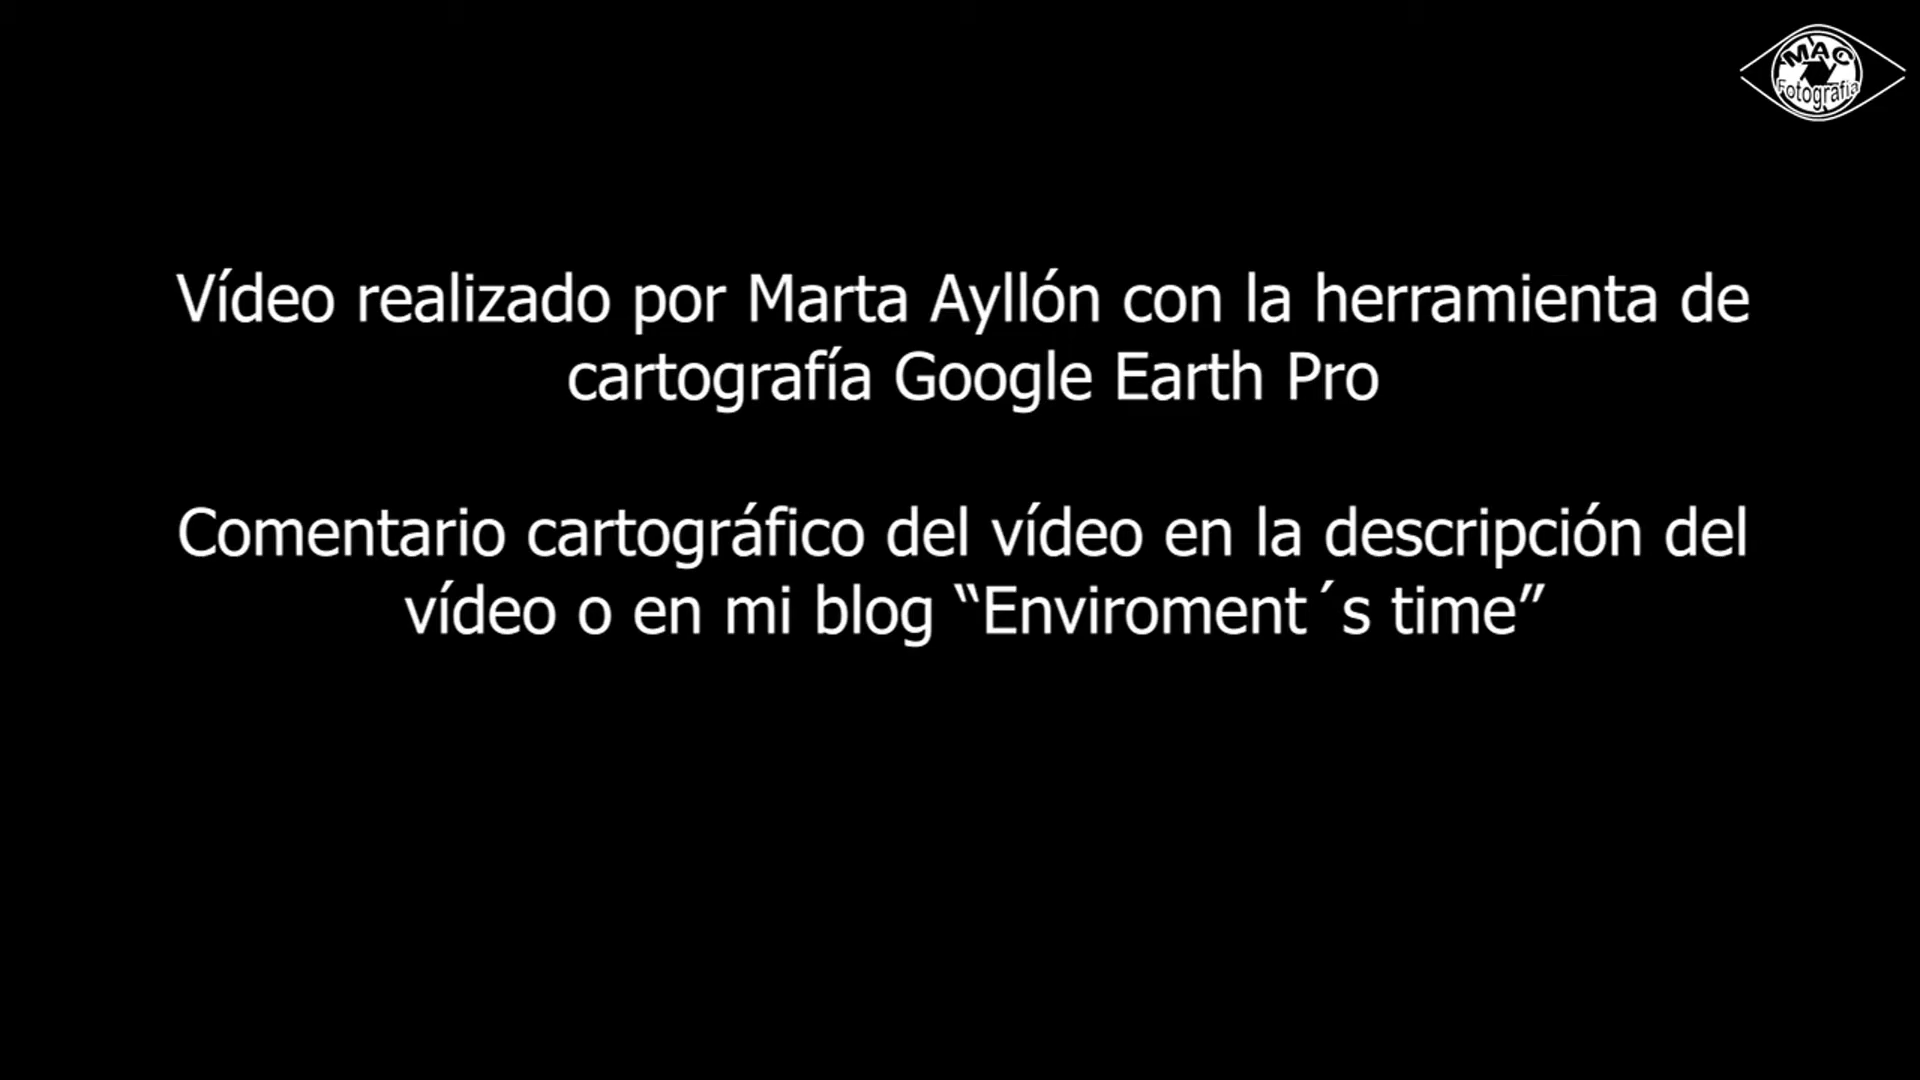 MAC
Fotografía
Vídeo realizado por Marta Ayllón con la herramienta de
cartografía Google Earth Pro
Comentario cartográfico del vídeo en la descripción del
vídeo o en mi blog “Enviroment´s time”